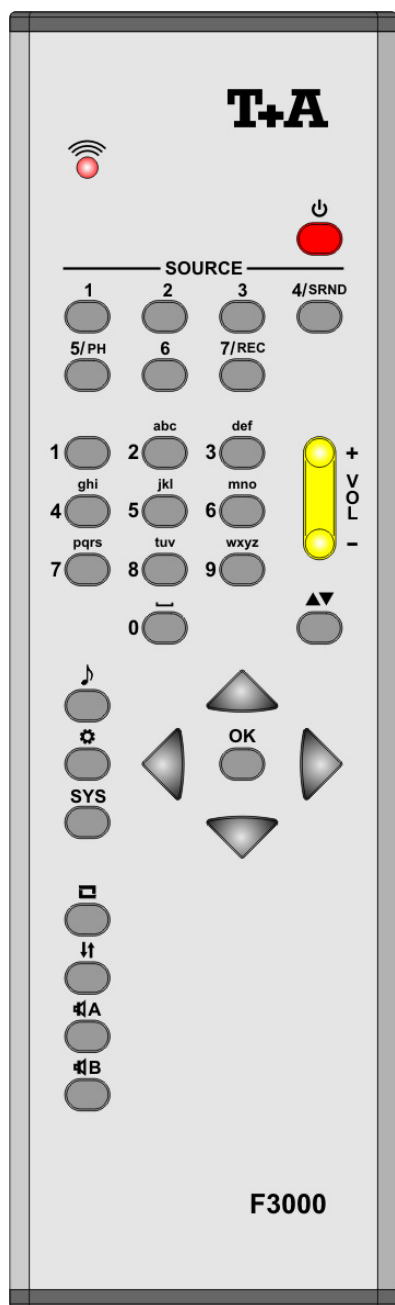 T+A
SOURCE
1 2 3 4/SRND
5/PH 6 7/REC
abc def
1 2 3 +
ghi jkl mno VOL
4 5 6
pqrs tuv wxyz -
7 8 9
0
OK
SYS
A
B
F3000